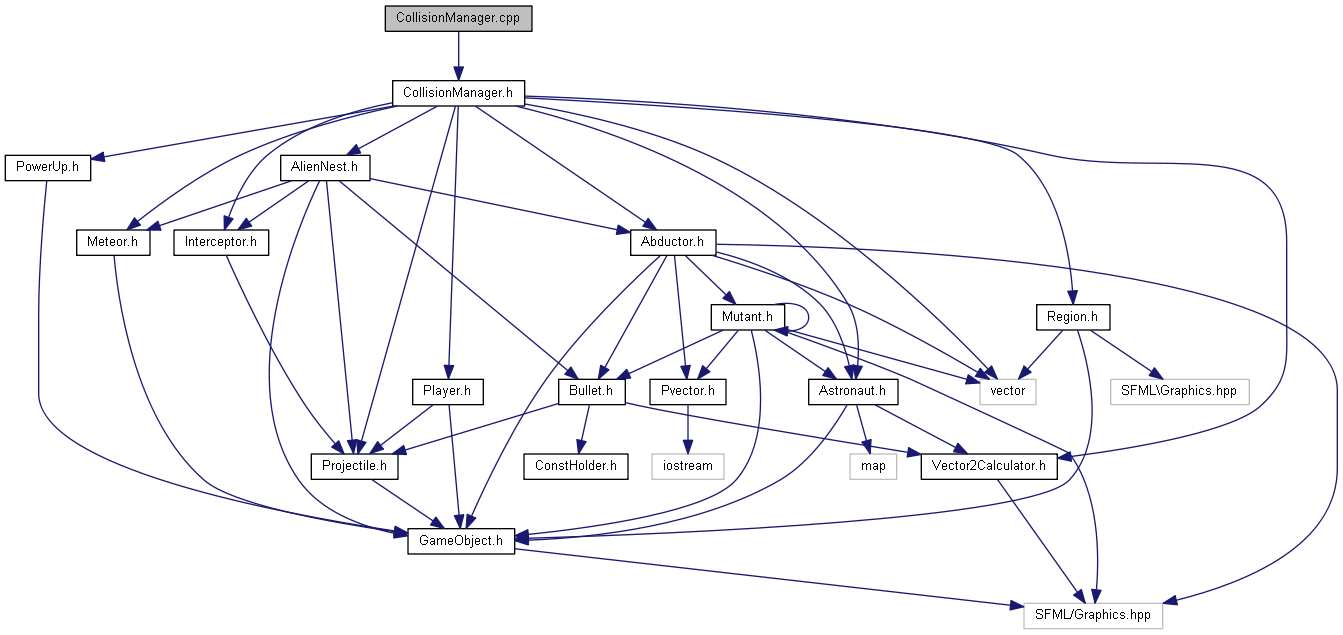 CollisionManager.cpp
CollisionManager.h
PowerUp.h
AlienNest.h
Meteor.h
Interceptor.h
Abductor.h
Mutant.h
Region.h
Player.h
Bullet.h
Pvector.h
Astronaut.h
vector
SFML\Graphics.hpp
Projectile.h
ConstHolder.h
iostream
map
Vector2Calculator.h
GameObject.h
SFML/Graphics.hpp